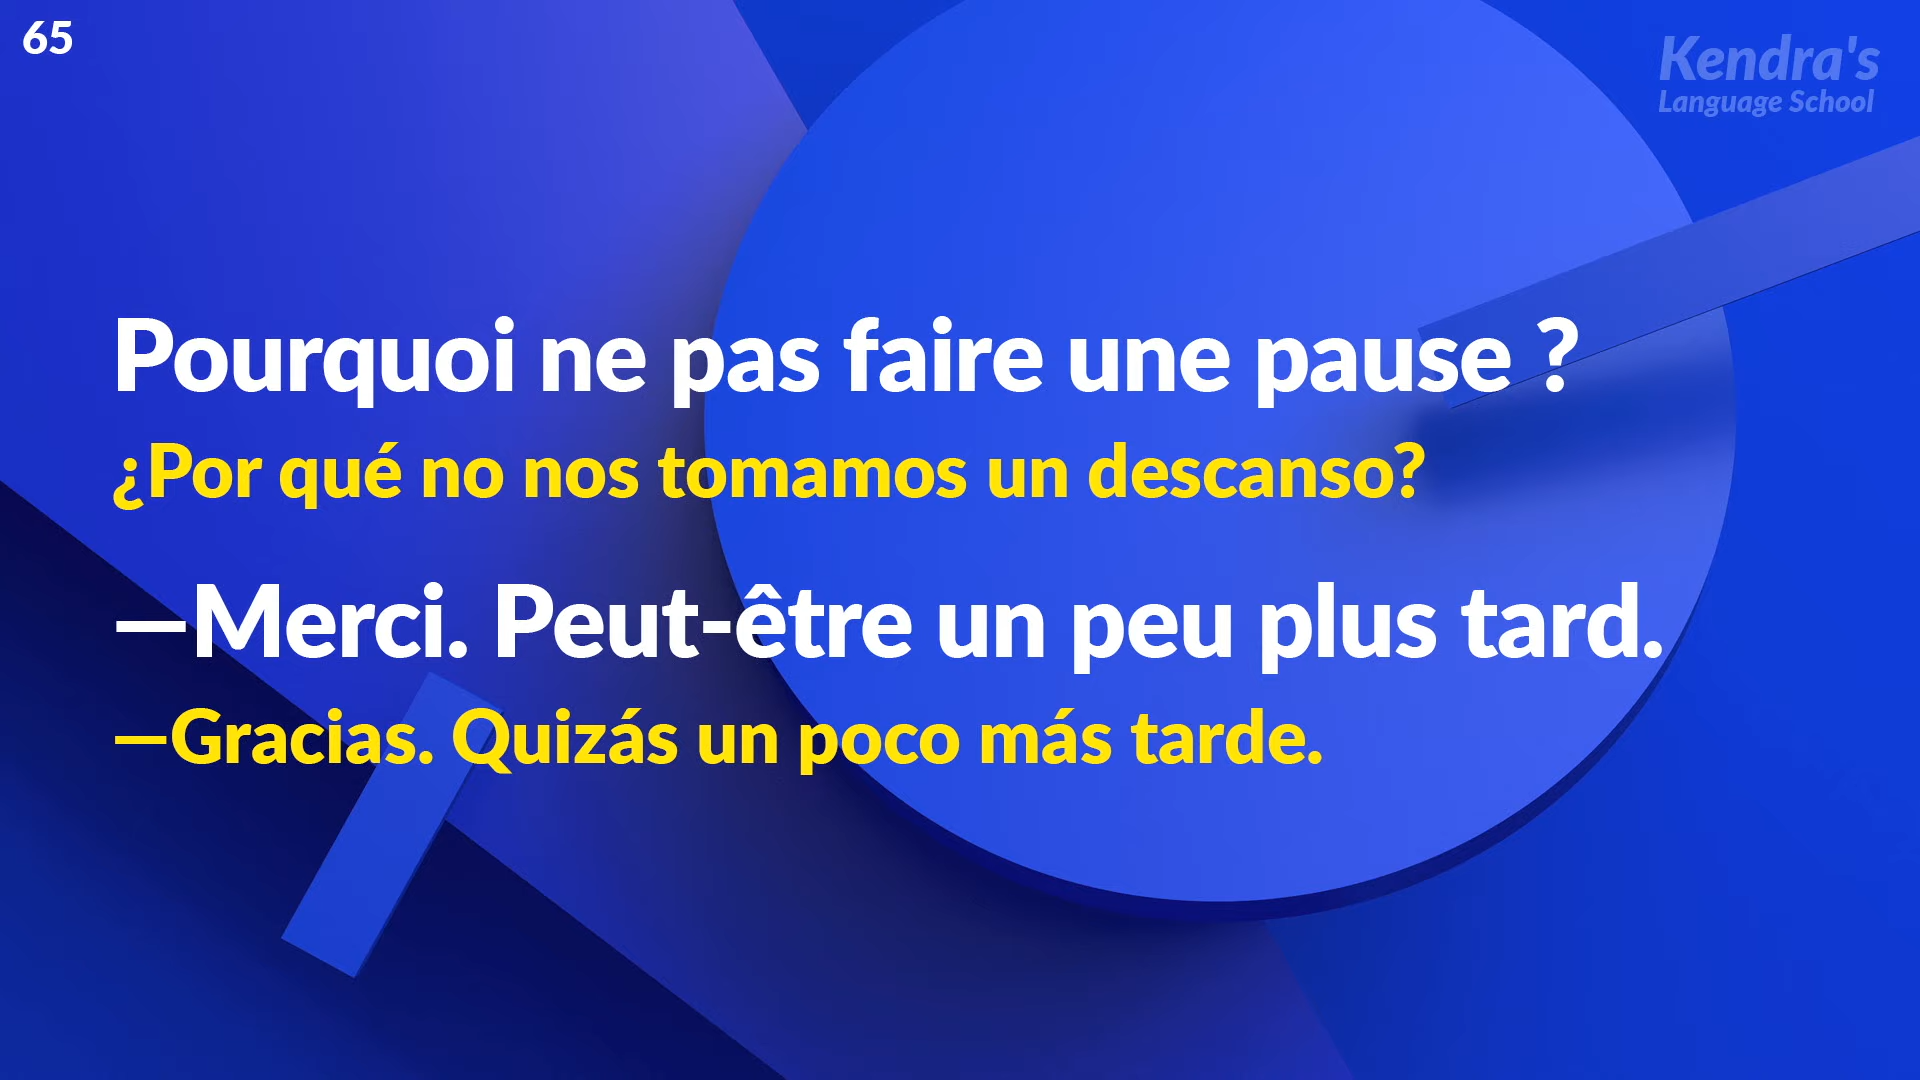 65
Kendra's
Language School
Pourquoi ne pas faire une pause ?
¿Por qué no nos tomamos un descanso?
—Merci. Peut-être un peu plus tard.
—Gracias. Quizás un poco más tarde.